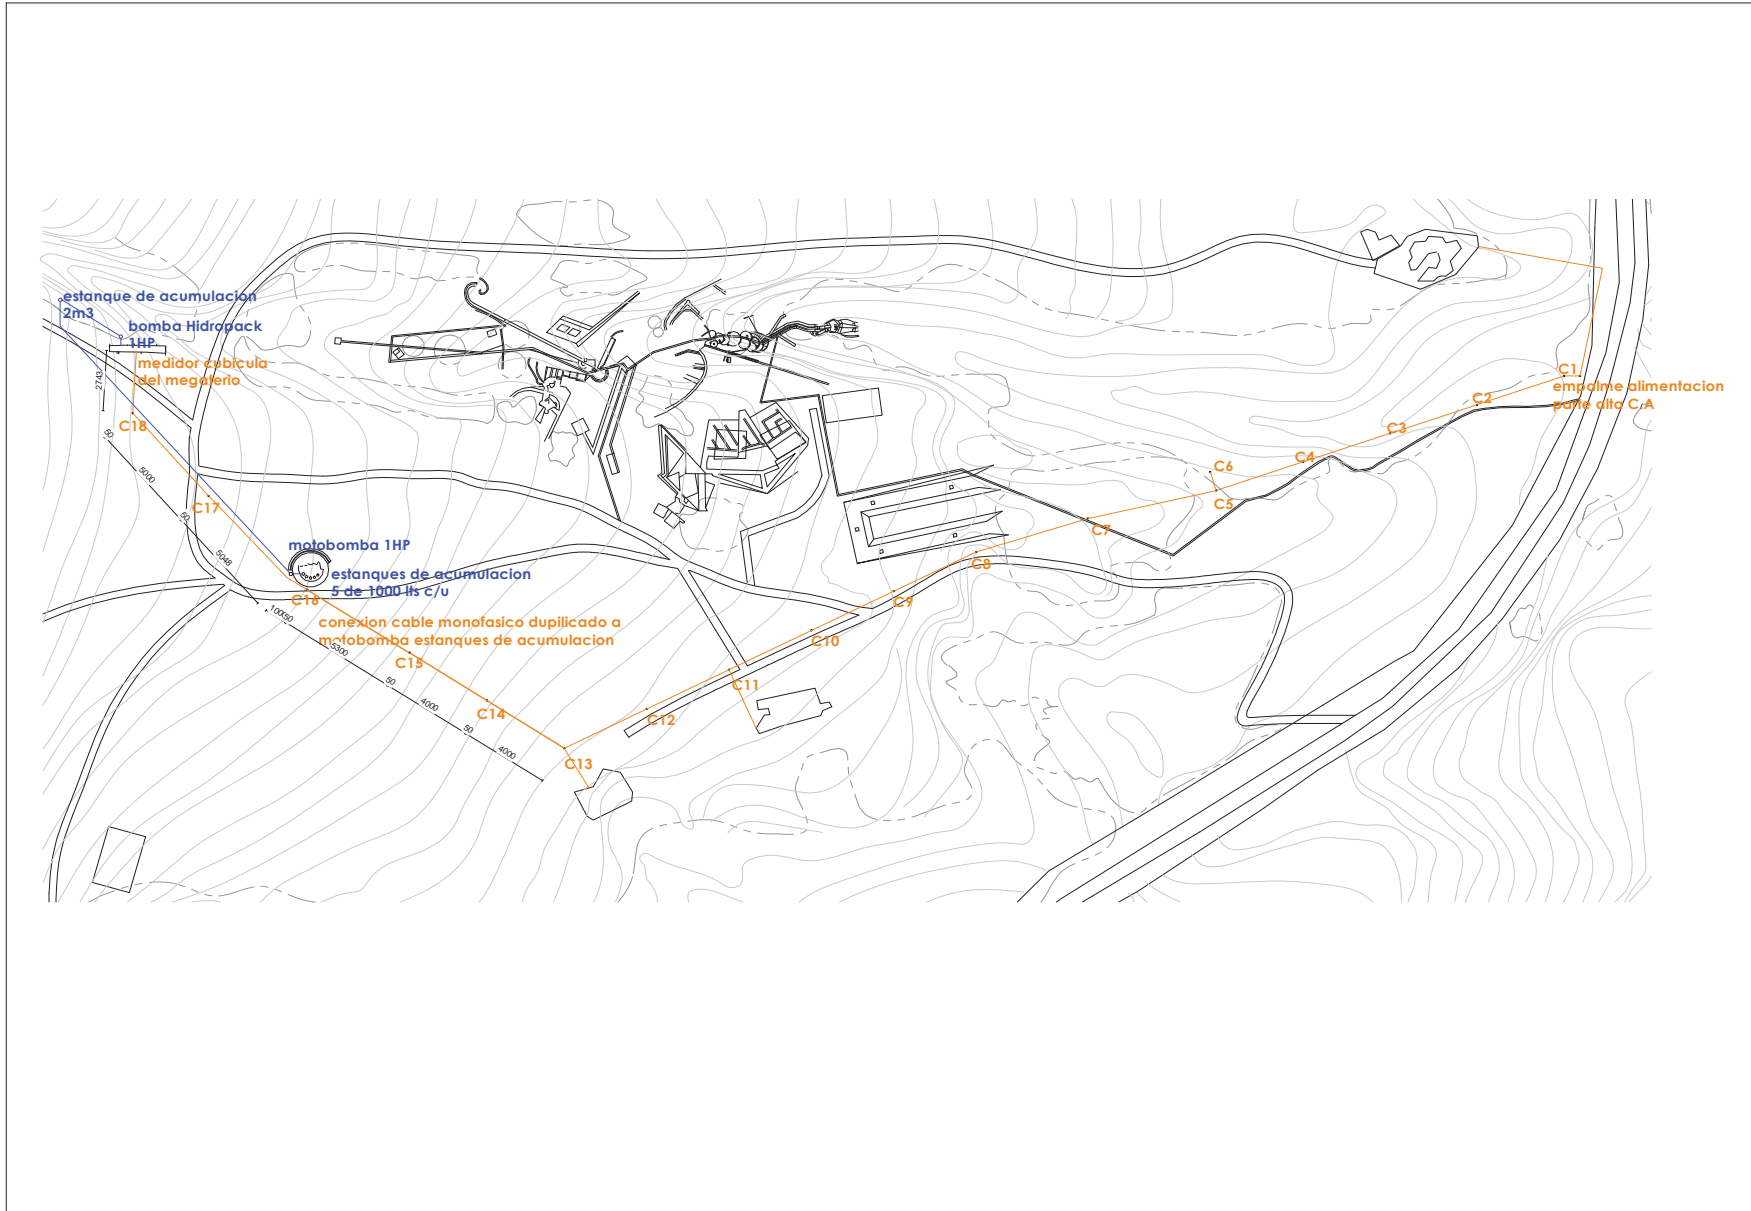 estanque de acumulacion
2m3
bomba Hidropack
1HP
medidor cubicula
del megaterio
2743
C18
50
5000
50
C17
5048
motobomba 1HP
estanques de acumulacion
5 de 1000 lts c/u
C16
50
conexion cable monofasico dupilicado a
motobomba estanques de acumulacion
5300
C15
50
4000
C14
50
4000
C13
C12
C11
C10
C9
C8
C7
C6
C5
C4
C3
C2
C1
empalme alimentacion
parte alta C.A